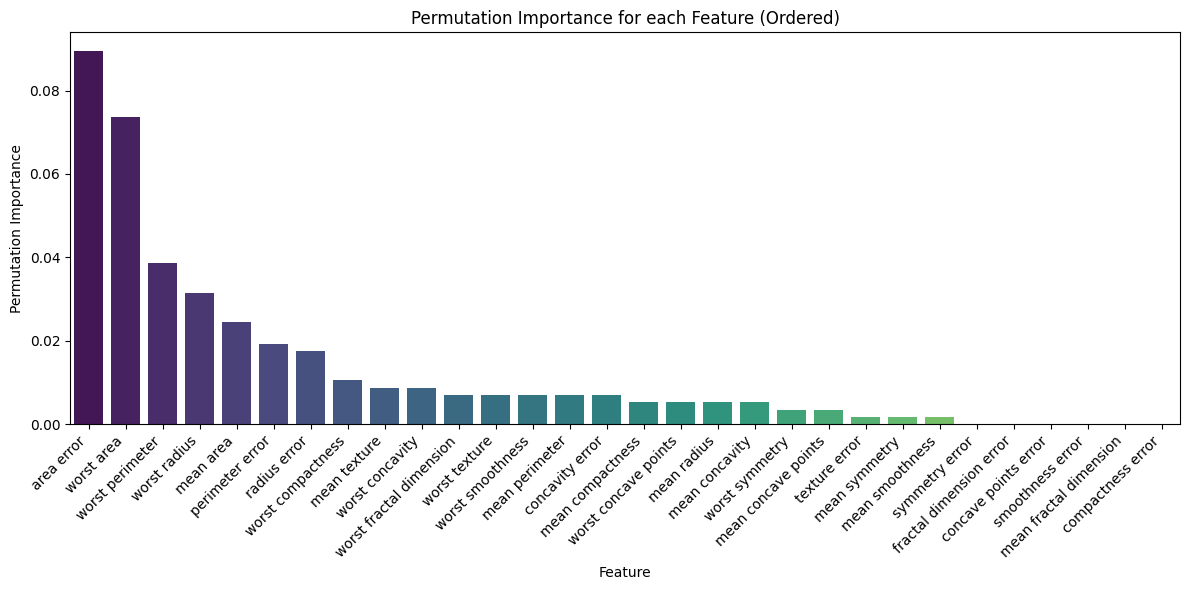 Permutation Importance for each Feature (Ordered)
Permutation Importance
0.08
0.06
0.04
0.02
0.00
area error
worst area
worst perimeter
worst radius
mean area
perimeter error
radius error
worst compactness
mean texture
worst concavity
worst fractal dimension
worst texture
worst smoothness
mean perimeter
concavity error
mean compactness
worst concave points
mean radius
mean concavity
worst symmetry
mean concave points
texture error
mean symmetry
mean smoothness
symmetry error
fractal dimension error
concave points error
smoothness error
mean fractal dimension
compactness error
Feature